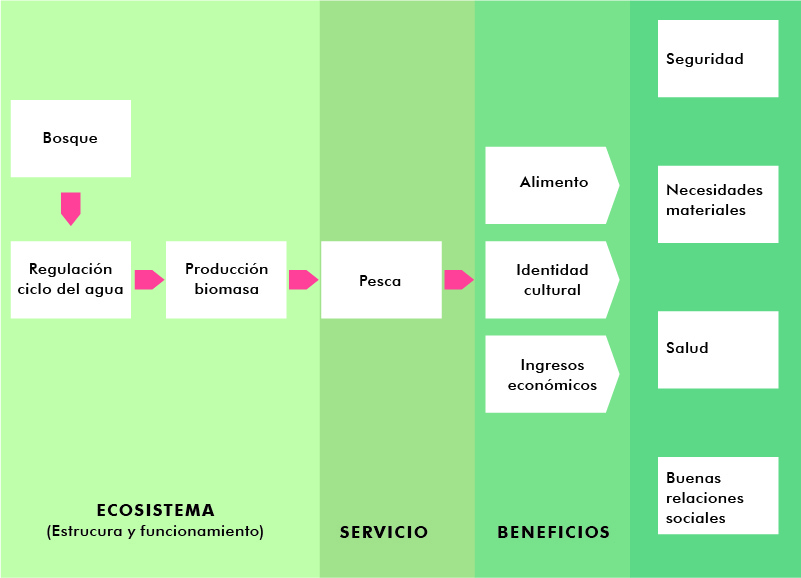 Bosque
Regulación
ciclo del agua
Producción
biomasa
Pesca
Alimento
Identidad
cultural
Ingresos
económicos
Seguridad
Necesidades
materiales
Salud
Buenas
relaciones
sociales
ECOSISTEMA
(Estrucura y funcionamiento)
SERVICIO
BENEFICIOS